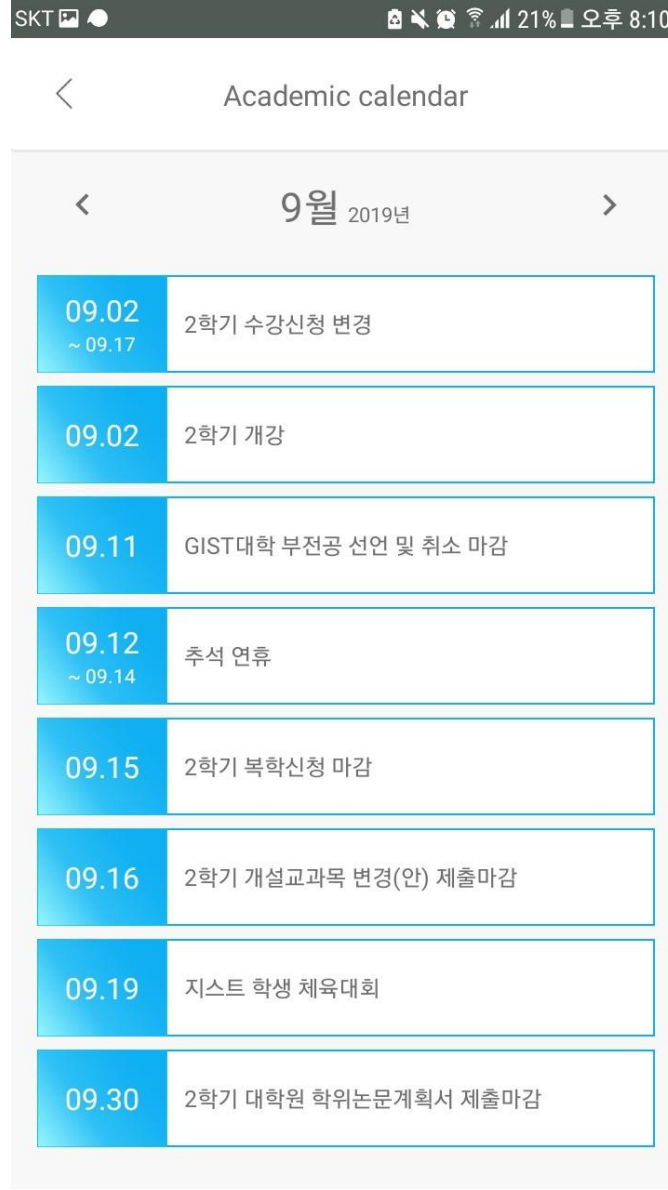 SKT 21% 오후 8:10
Academic calendar
9월 2019년
09.02
~ 09.17
2학기 수강신청 변경
09.02
2학기 개강
09.11
GIST대학 부전공 선언 및 취소 마감
09.12
~ 09.14
추석 연휴
09.15
2학기 복학신청 마감
09.16
2학기 개설교과목 변경(안) 제출마감
09.19
지스트 학생 체육대회
09.30
2학기 대학원 학위논문계획서 제출마감